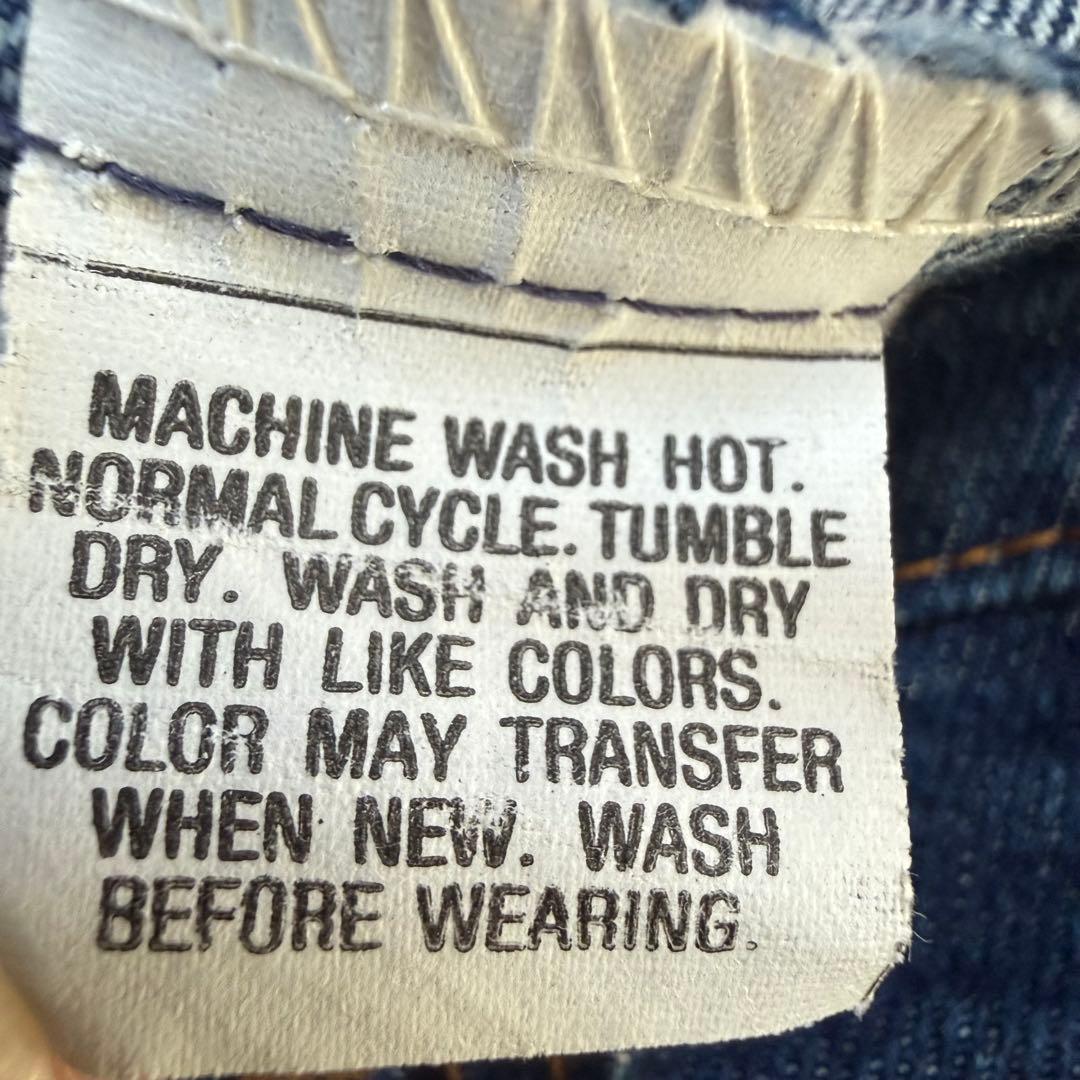 MACHINE WASH HOT.
NORMAL CYCLE. TUMBLE
DRY. WASH AND DRY
WITH LIKE COLORS.
COLOR MAY TRANSFER
WHEN NEW. WASH
BEFORE WEARING.